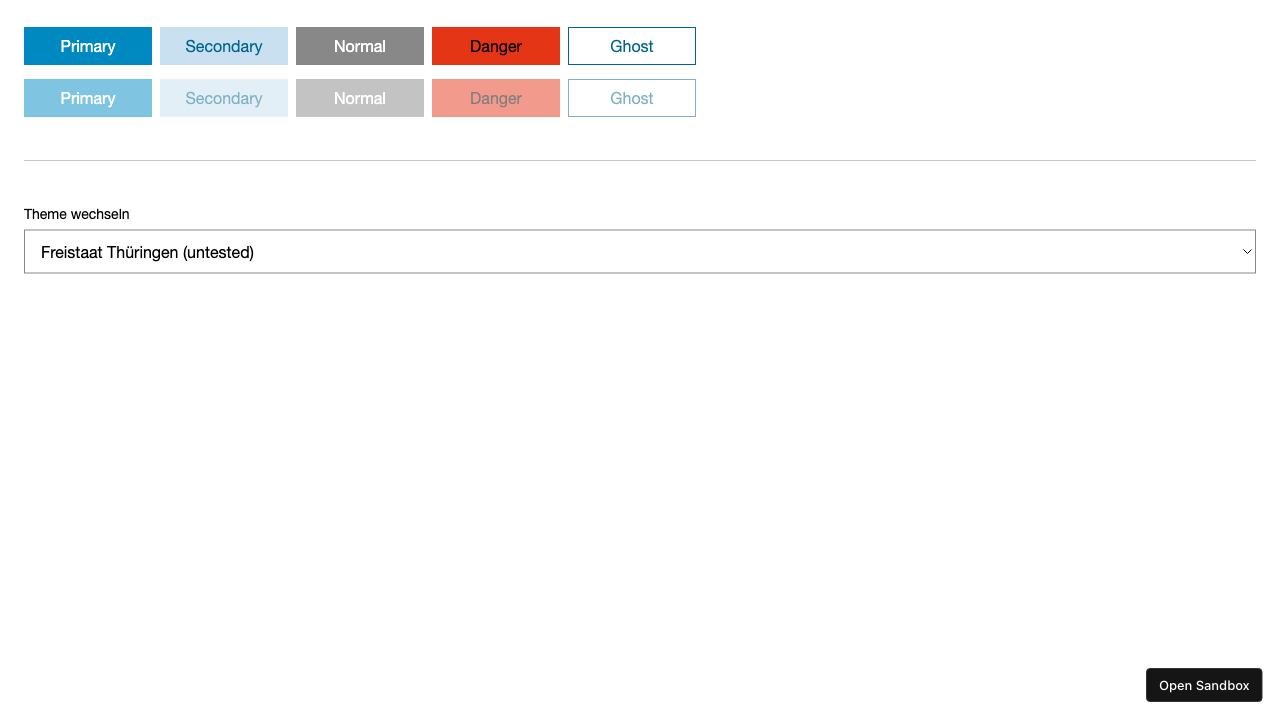 Primary Secondary Normal Danger Ghost
Primary Secondary Normal Danger Ghost
Theme wechseln
Freistaat Thüringen (untested)
Open Sandbox